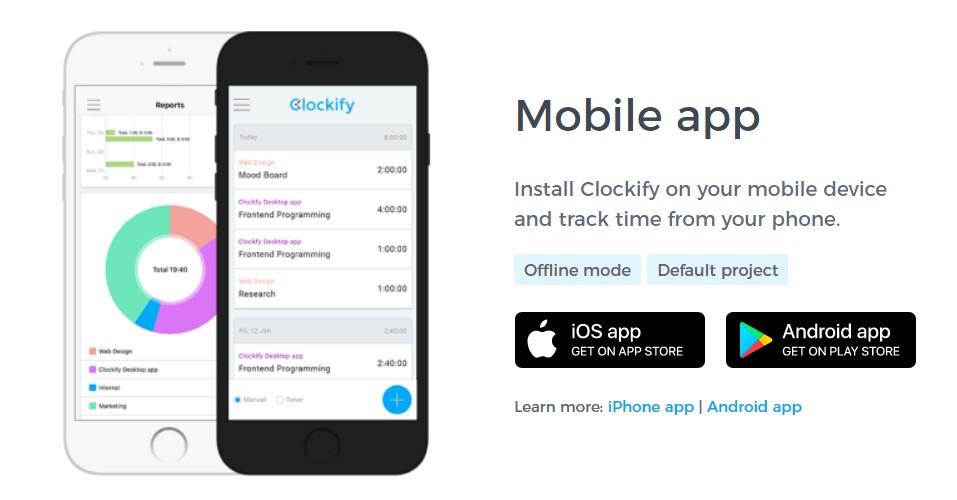 Reports
Total 19:40
Web Design
Clockify Desktop app
Internal
Marketing
Clockify
Today 8:00:00
Web Design
Mood Board 2:00:00
Clockify Desktop app
Frontend Programming 4:00:00
Clockify Desktop app
Frontend Programming 1:00:00
Web Design
Research 1:00:00
Fri, 12 Jan 2:40:00
Clockify Desktop app
Frontend Programming 2:40:00
Manual Timer
Mobile app
Install Clockify on your mobile device
and track time from your phone.
Offline mode Default project
iOS app
GET ON APP STORE
Android app
GET ON PLAY STORE
Learn more: iPhone app | Android app